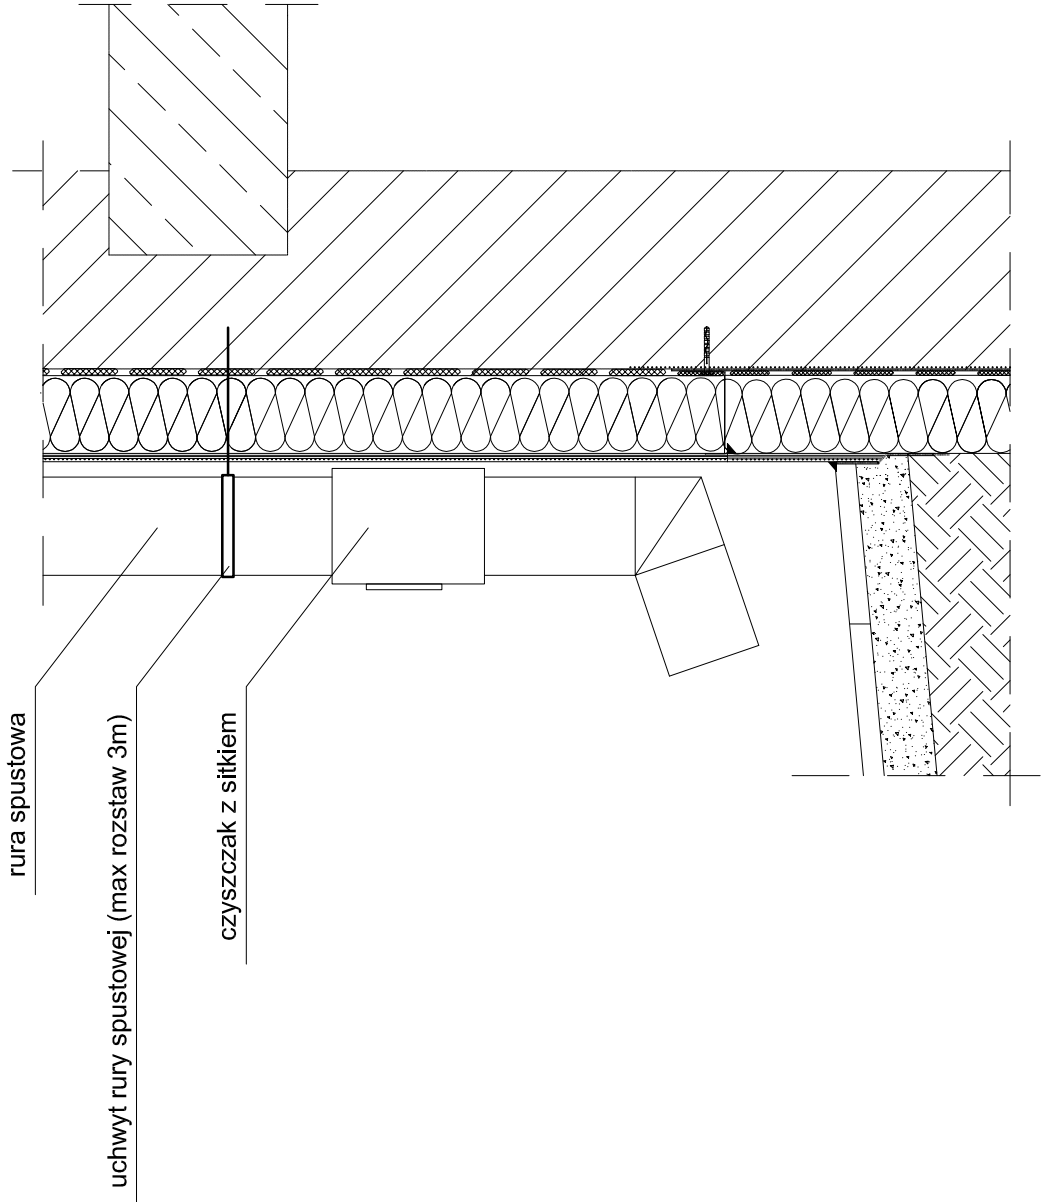 rura spustowa
uchwyt rury spustowej (max rozstaw 3m)
czyszczak z sitkiem